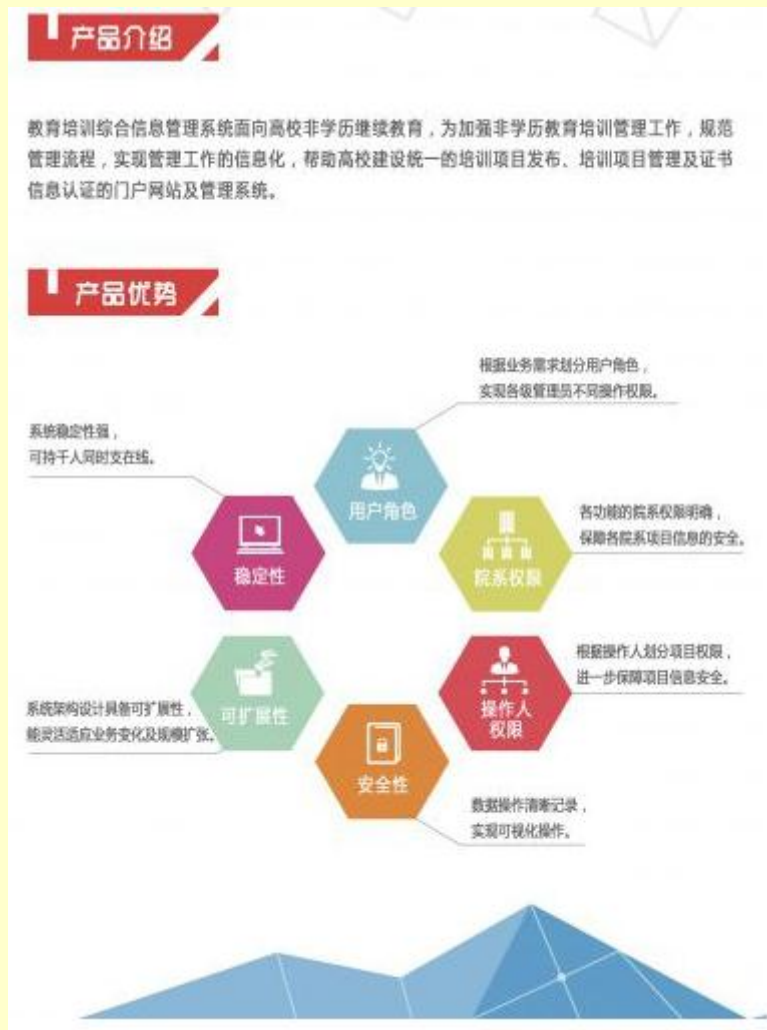 产品介绍
教育培训综合信息管理系统面向高校非学历继续教育，为加强非学历教育培训管理工作，规范
管理流程，实现管理工作的信息化，帮助高校建设统一的培训项目发布、培训项目管理及证书
信息认证的门户网站及管理系统。
产品优势
根据业务需求划分用户角色，
实现各级管理员不同操作权限。
系统稳定性强，
可持千人同时支在线。
用户角色
稳定性
院系权限
各功能的院系权限明确，
保障各院系项目信息的安全。
根据操作人划分项目权限，
进一步保障项目信息安全。
操作人
权限
可扩展性
系统架构设计具备可扩展性，
能灵活适应业务变化及规模扩张。
安全性
数据操作清晰记录，
实现可视化操作。